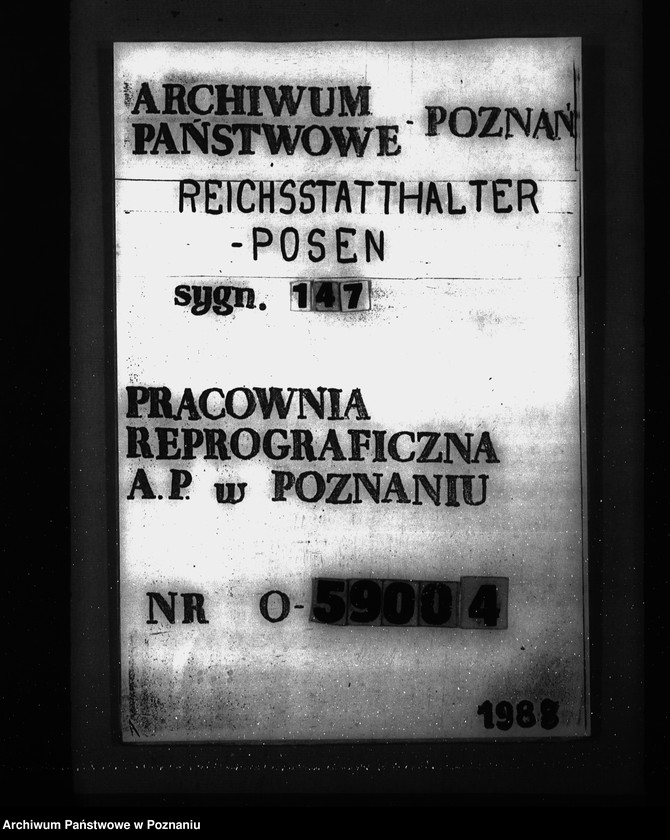 ARCHIWUM
PAŃSTWOWE - POZNAŃ
REICHSSTATTHALTER
-POSEN
sygn. 147
PRACOWNIA
REPROGRAFICZNA
A.P. w POZNANIU
NR O-59004
1988
Archiwum Państwowe w Poznaniu